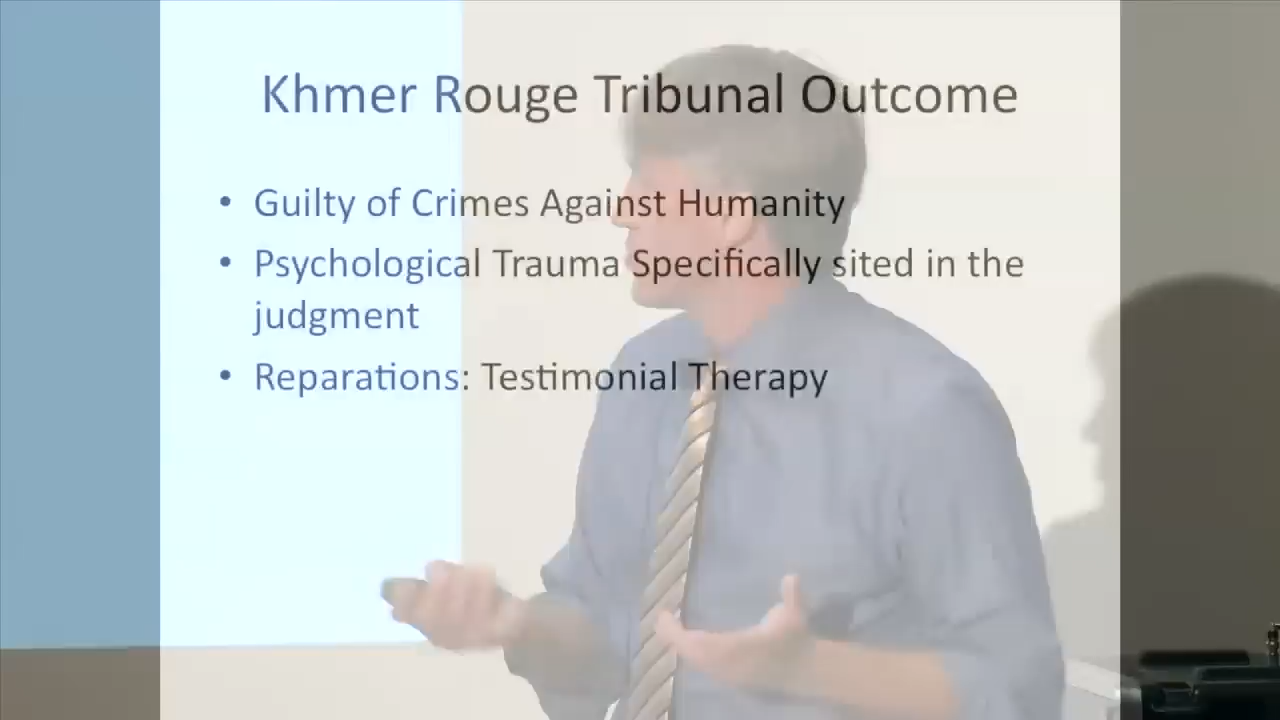 Khmer Rouge Tribunal Outcome
• Guilty of Crimes Against Humanity
• Psychological Trauma Specifically sited in the
judgment
• Reparations: Testimonial Therapy